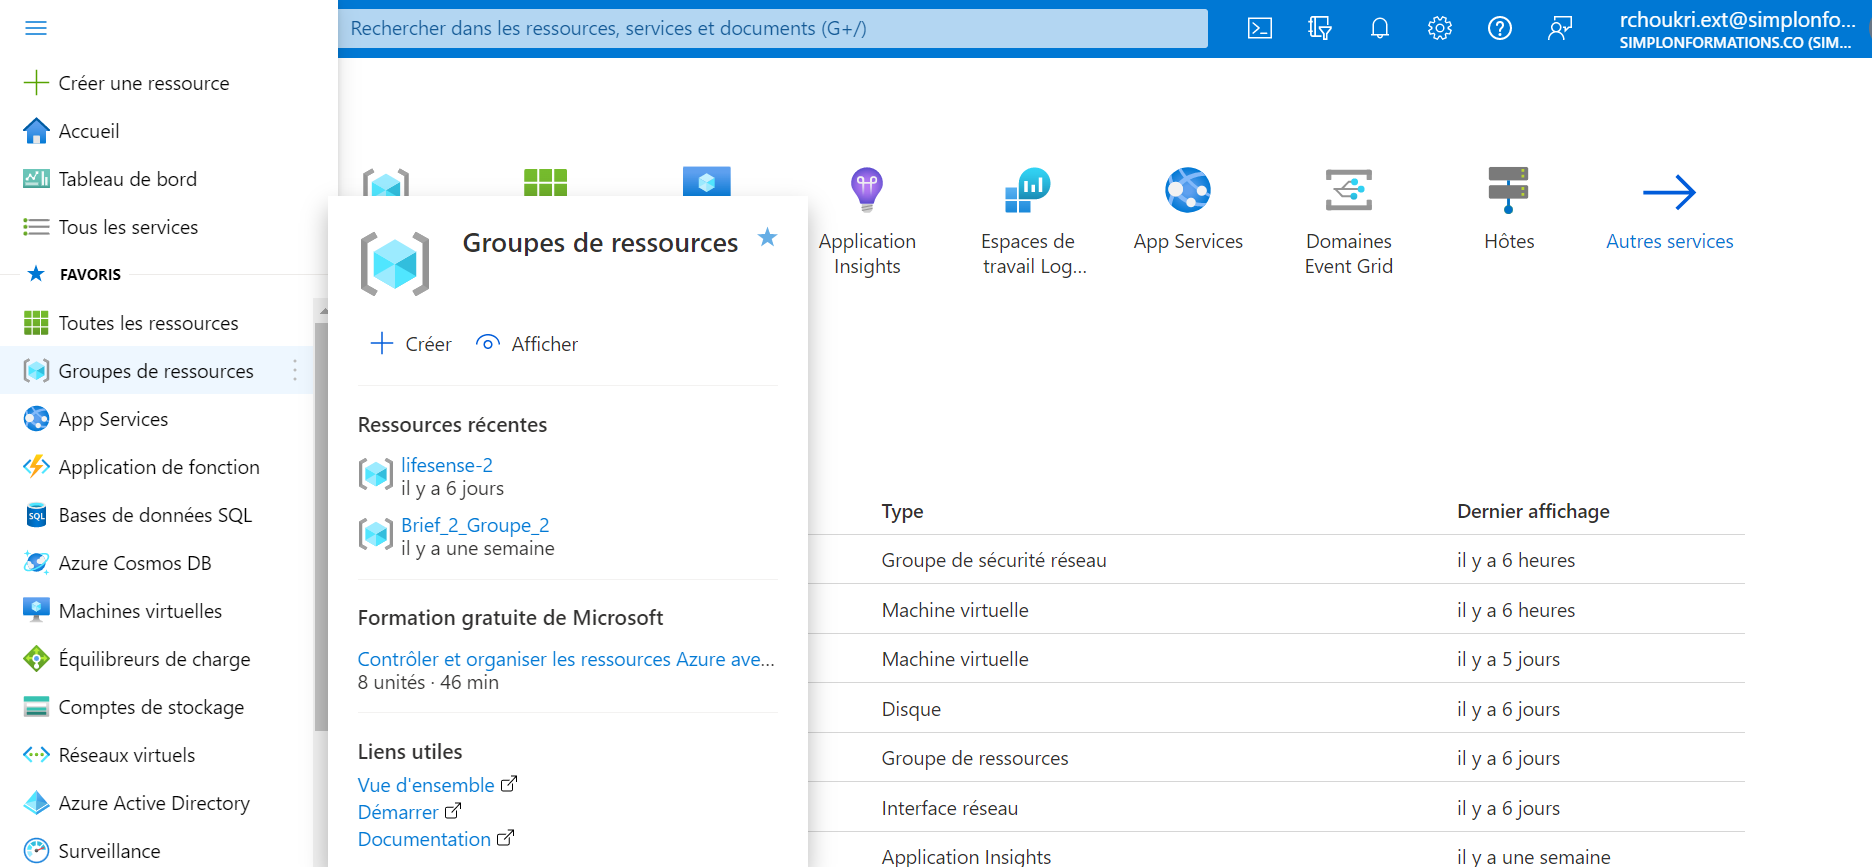 Rechercher dans les ressources, services et documents (G+/)
rchoukri.ext@simplonfo...
SIMPLONFORMATIONS.CO (SIM...
Créer une ressource
Accueil
Tableau de bord
Tous les services
FAVORIS
Toutes les ressources
Groupes de ressources
App Services
Application de fonction
SQL
Bases de données SQL
Azure Cosmos DB
Machines virtuelles
Équilibreurs de charge
Comptes de stockage
Réseaux virtuels
Azure Active Directory
Surveillance
Groupes de ressources
Créer
Afficher
Ressources récentes
lifesense-2
il y a 6 jours
Brief_2_Groupe_2
il y a une semaine
Formation gratuite de Microsoft
Contrôler et organiser les ressources Azure ave...
8 unités · 46 min
Liens utiles
Vue d'ensemble
Démarrer
Documentation
Application
Insights
Espaces de
travail Log...
App Services
Domaines
Event Grid
Hôtes
Autres services
Type Dernier affichage
Groupe de sécurité réseau il y a 6 heures
Machine virtuelle il y a 6 heures
Machine virtuelle il y a 5 jours
Disque il y a 6 jours
Groupe de ressources il y a 6 jours
Interface réseau il y a 6 jours
Application Insights il y a une semaine